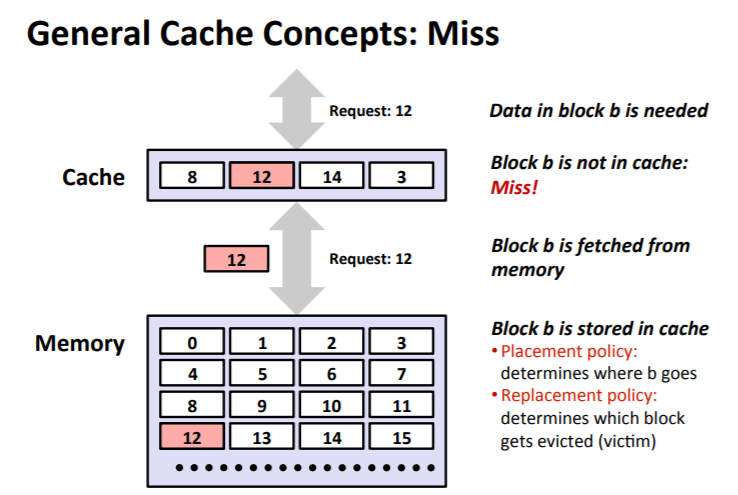 General Cache Concepts: Miss
Request: 12
Data in block b is needed
Cache
8 12 14 3
Block b is not in cache:
Miss!
12
Request: 12
Block b is fetched from
memory
Memory
0 1 2 3
4 5 6 7
8 9 10 11
12 13 14 15
Block b is stored in cache
• Placement policy:
determines where b goes
• Replacement policy:
determines which block
gets evicted (victim)